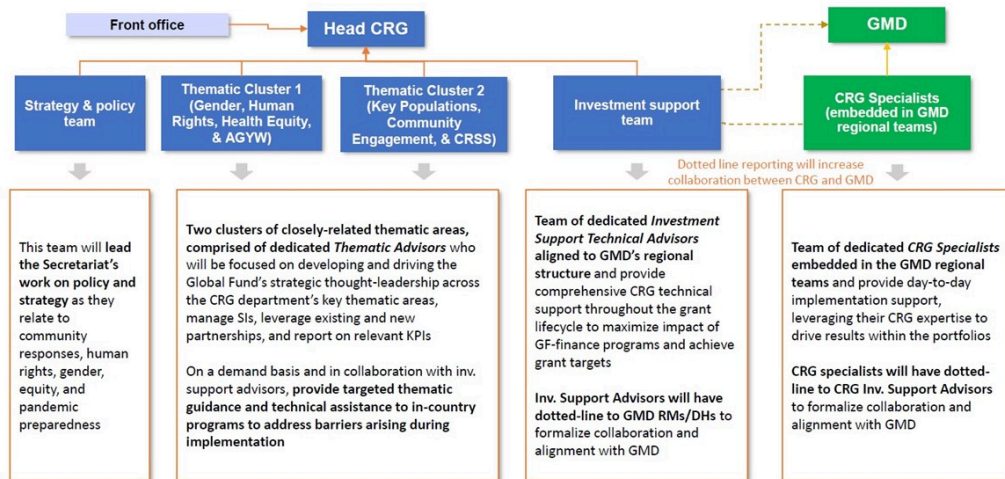 Front office
Head CRG
GMD
Strategy & policy
team
Thematic Cluster 1
(Gender, Human
Rights, Health Equity,
& AGYW)
Thematic Cluster 2
(Key Populations,
Community
Engagement, & CRSS)
Investment support
team
CRG Specialists
(embedded in GMD
regional teams)
Dotted line reporting will increase
collaboration between CRG and GMD
This team will lead
the Secretariat's
work on policy and
strategy as they
relate to
community
responses, human
rights, gender,
equity, and
pandemic
preparedness
Two clusters of closely-related thematic areas,
comprised of dedicated Thematic Advisors who
will be focused on developing and driving the
Global Fund's strategic thought-leadership across
the CRG department's key thematic areas,
manage SIs, leverage existing and new
partnerships, and report on relevant KPIs
On a demand basis and in collaboration with inv.
support advisors, provide targeted thematic
guidance and technical assistance to in-country
programs to address barriers arising during
implementation
Team of dedicated Investment
Support Technical Advisors
aligned to GMD's regional
structure and provide
comprehensive CRG technical
support throughout the grant
lifecycle to maximize impact of
GF-finance programs and achieve
grant targets
Inv. Support Advisors will have
dotted-line to GMD RMs/DHs to
formalize collaboration and
alignment with GMD
Team of dedicated CRG Specialists
embedded in the GMD regional
teams and provide day-to-day
implementation support,
leveraging their CRG expertise to
drive results within the portfolios
CRG specialists will have dotted-
line to CRG Inv. Support Advisors
to formalize collaboration and
alignment with GMD